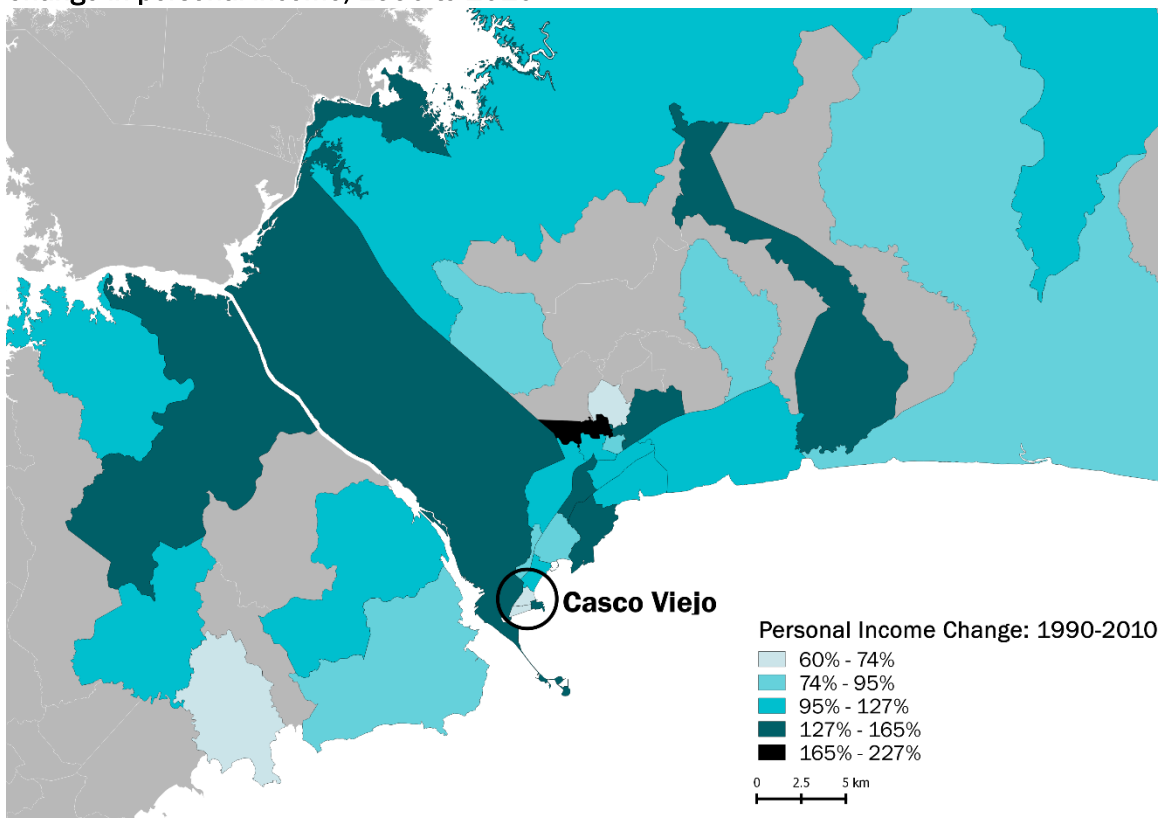 Casco Viejo
Personal Income Change: 1990-2010
60% - 74%
74% - 95%
95% - 127%
127% - 165%
165% - 227%
0 2.5 5 km